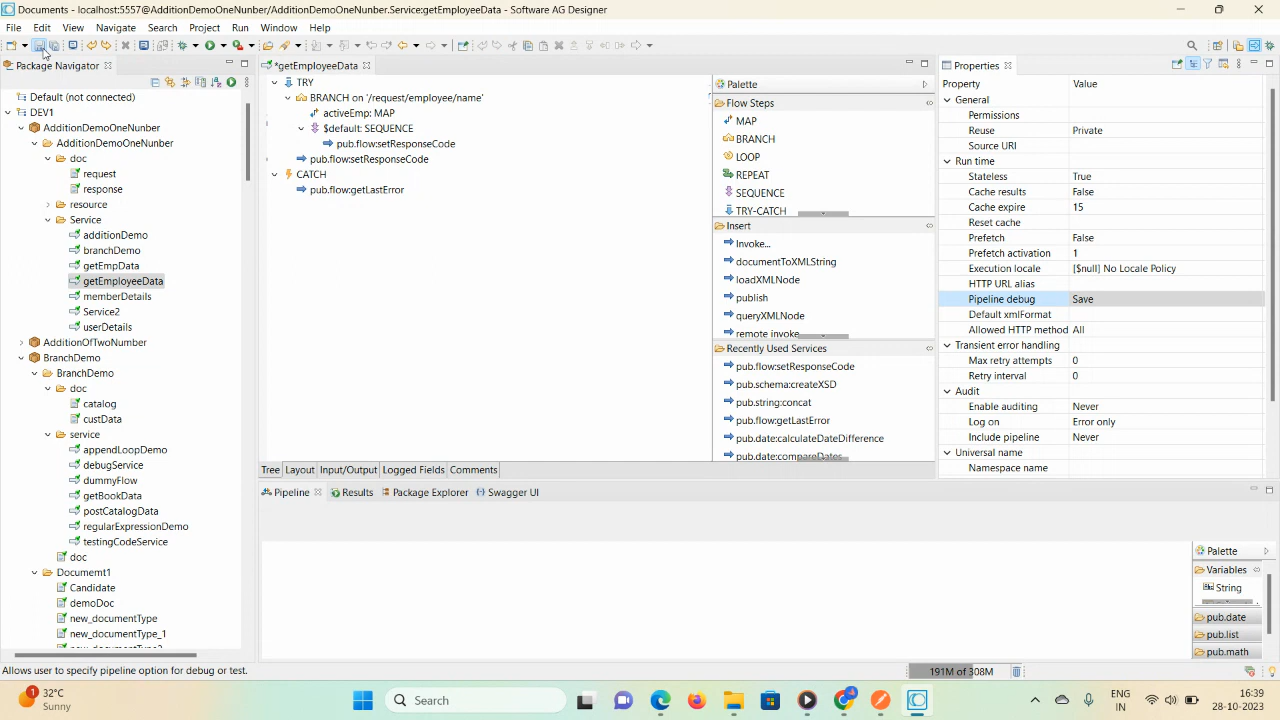 Documents - localhost:5557@AdditionDemoOneNunber/AdditionDemoOneNunber.Service:getEmployeeData - Software AG Designer
File Edit View Navigate Search Project Run Window Help
Package Navigator
Default (not connected)
DEV1
AdditionDemoOneNunber
AdditionDemoOneNunber
doc
request
response
resource
Service
additionDemo
branchDemo
getEmpData
getEmployeeData
memberDetails
Service2
userDetails
AdditionOfTwoNumber
BranchDemo
BranchDemo
doc
catalog
custData
service
appendLoopDemo
debugService
dummyFlow
getBookData
postCatalogData
regularExpressionDemo
testingCodeService
doc
Document1
Candidate
demoDoc
new_documentType
new_documentType_1
*getEmployeeData
TRY
BRANCH on '/request/employee/name'
activeEmp: MAP
$default: SEQUENCE
pub.flow:setResponseCode
pub.flow:setResponseCode
CATCH
pub.flow:getLastError
Palette
Flow Steps
MAP
BRANCH
LOOP
REPEAT
SEQUENCE
TRY-CATCH
Insert
Invoke...
documentToXMLString
loadXMLNode
publish
queryXMLNode
remote invoke
Recently Used Services
pub.flow:setResponseCode
pub.schema:createXSD
pub.string:concat
pub.flow:getLastError
pub.date:calculateDateDifference
pub.date:compareDates
Tree Layout Input/Output Logged Fields Comments
Properties
Property Value
General
Permissions
Reuse Private
Source URI
Run time
Stateless True
Cache results False
Cache expire 15
Reset cache
Prefetch False
Prefetch activation 1
Execution locale [$null] No Locale Policy
HTTP URL alias
Pipeline debug Save
Default xmlFormat
Allowed HTTP method All
Transient error handling
Max retry attempts 0
Retry interval 0
Audit
Enable auditing Never
Log on Error only
Include pipeline Never
Universal name
Namespace name
Pipeline Results Package Explorer Swagger UI
Palette
Variables
String
pub.date
pub.list
pub.math
Allows user to specify pipeline option for debug or test.
191M of 308M
1
32°C
Sunny
Search
4
ENG
IN
16:39
28-10-2023